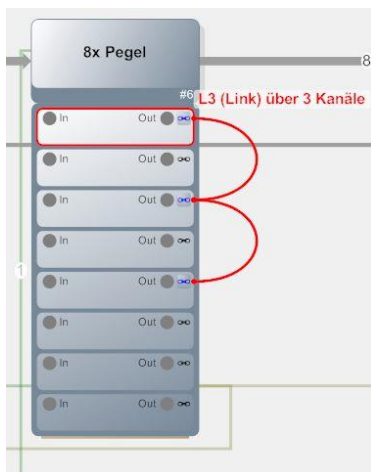 8x Pegel
8
#6
L3 (Link) über 3 Kanäle
In Out
In Out
In Out
In Out
1
In Out
In Out
In Out
In Out